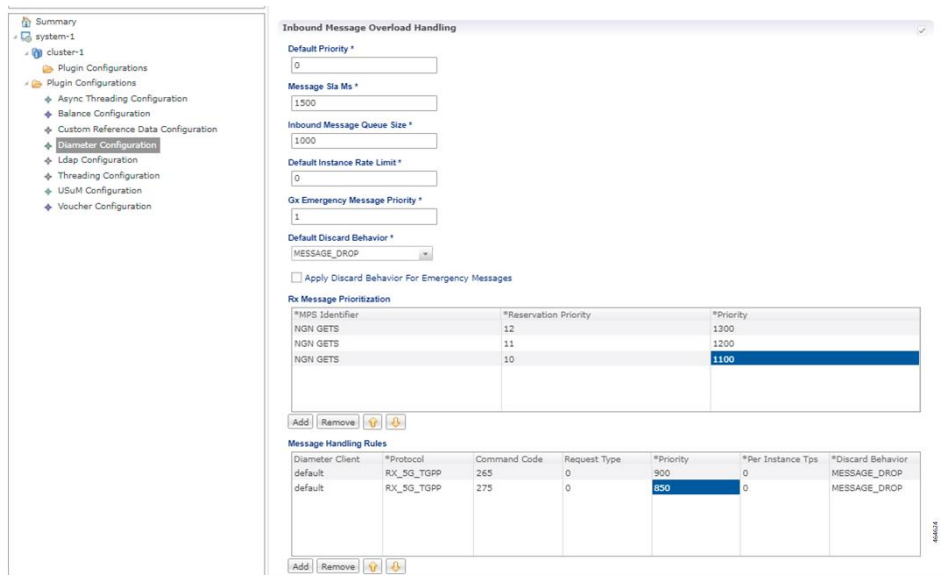 Summary
system-1
cluster-1
Plugin Configurations
Plugin Configurations
Async Threading Configuration
Balance Configuration
Custom Reference Data Configuration
Diameter Configuration
Ldap Configuration
Threading Configuration
USuM Configuration
Voucher Configuration
Inbound Message Overload Handling
Default Priority *
0
Message Sla Ms *
1500
Inbound Message Queue Size *
1000
Default Instance Rate Limit *
0
Gx Emergency Message Priority *
1
Default Discard Behavior *
MESSAGE_DROP
Apply Discard Behavior For Emergency Messages
Rx Message Prioritization
*MPS Identifier *Reservation Priority *Priority
NGN GETS 12 1300
NGN GETS 11 1200
NGN GETS 10 1100
Add Remove
Message Handling Rules
Diameter Client *Protocol Command Code Request Type *Priority *Per Instance Tps *Discard Behavior
default RX_5G_TGPP 265 0 900 0 MESSAGE_DROP
default RX_5G_TGPP 275 0 850 0 MESSAGE_DROP
Add Remove
464624